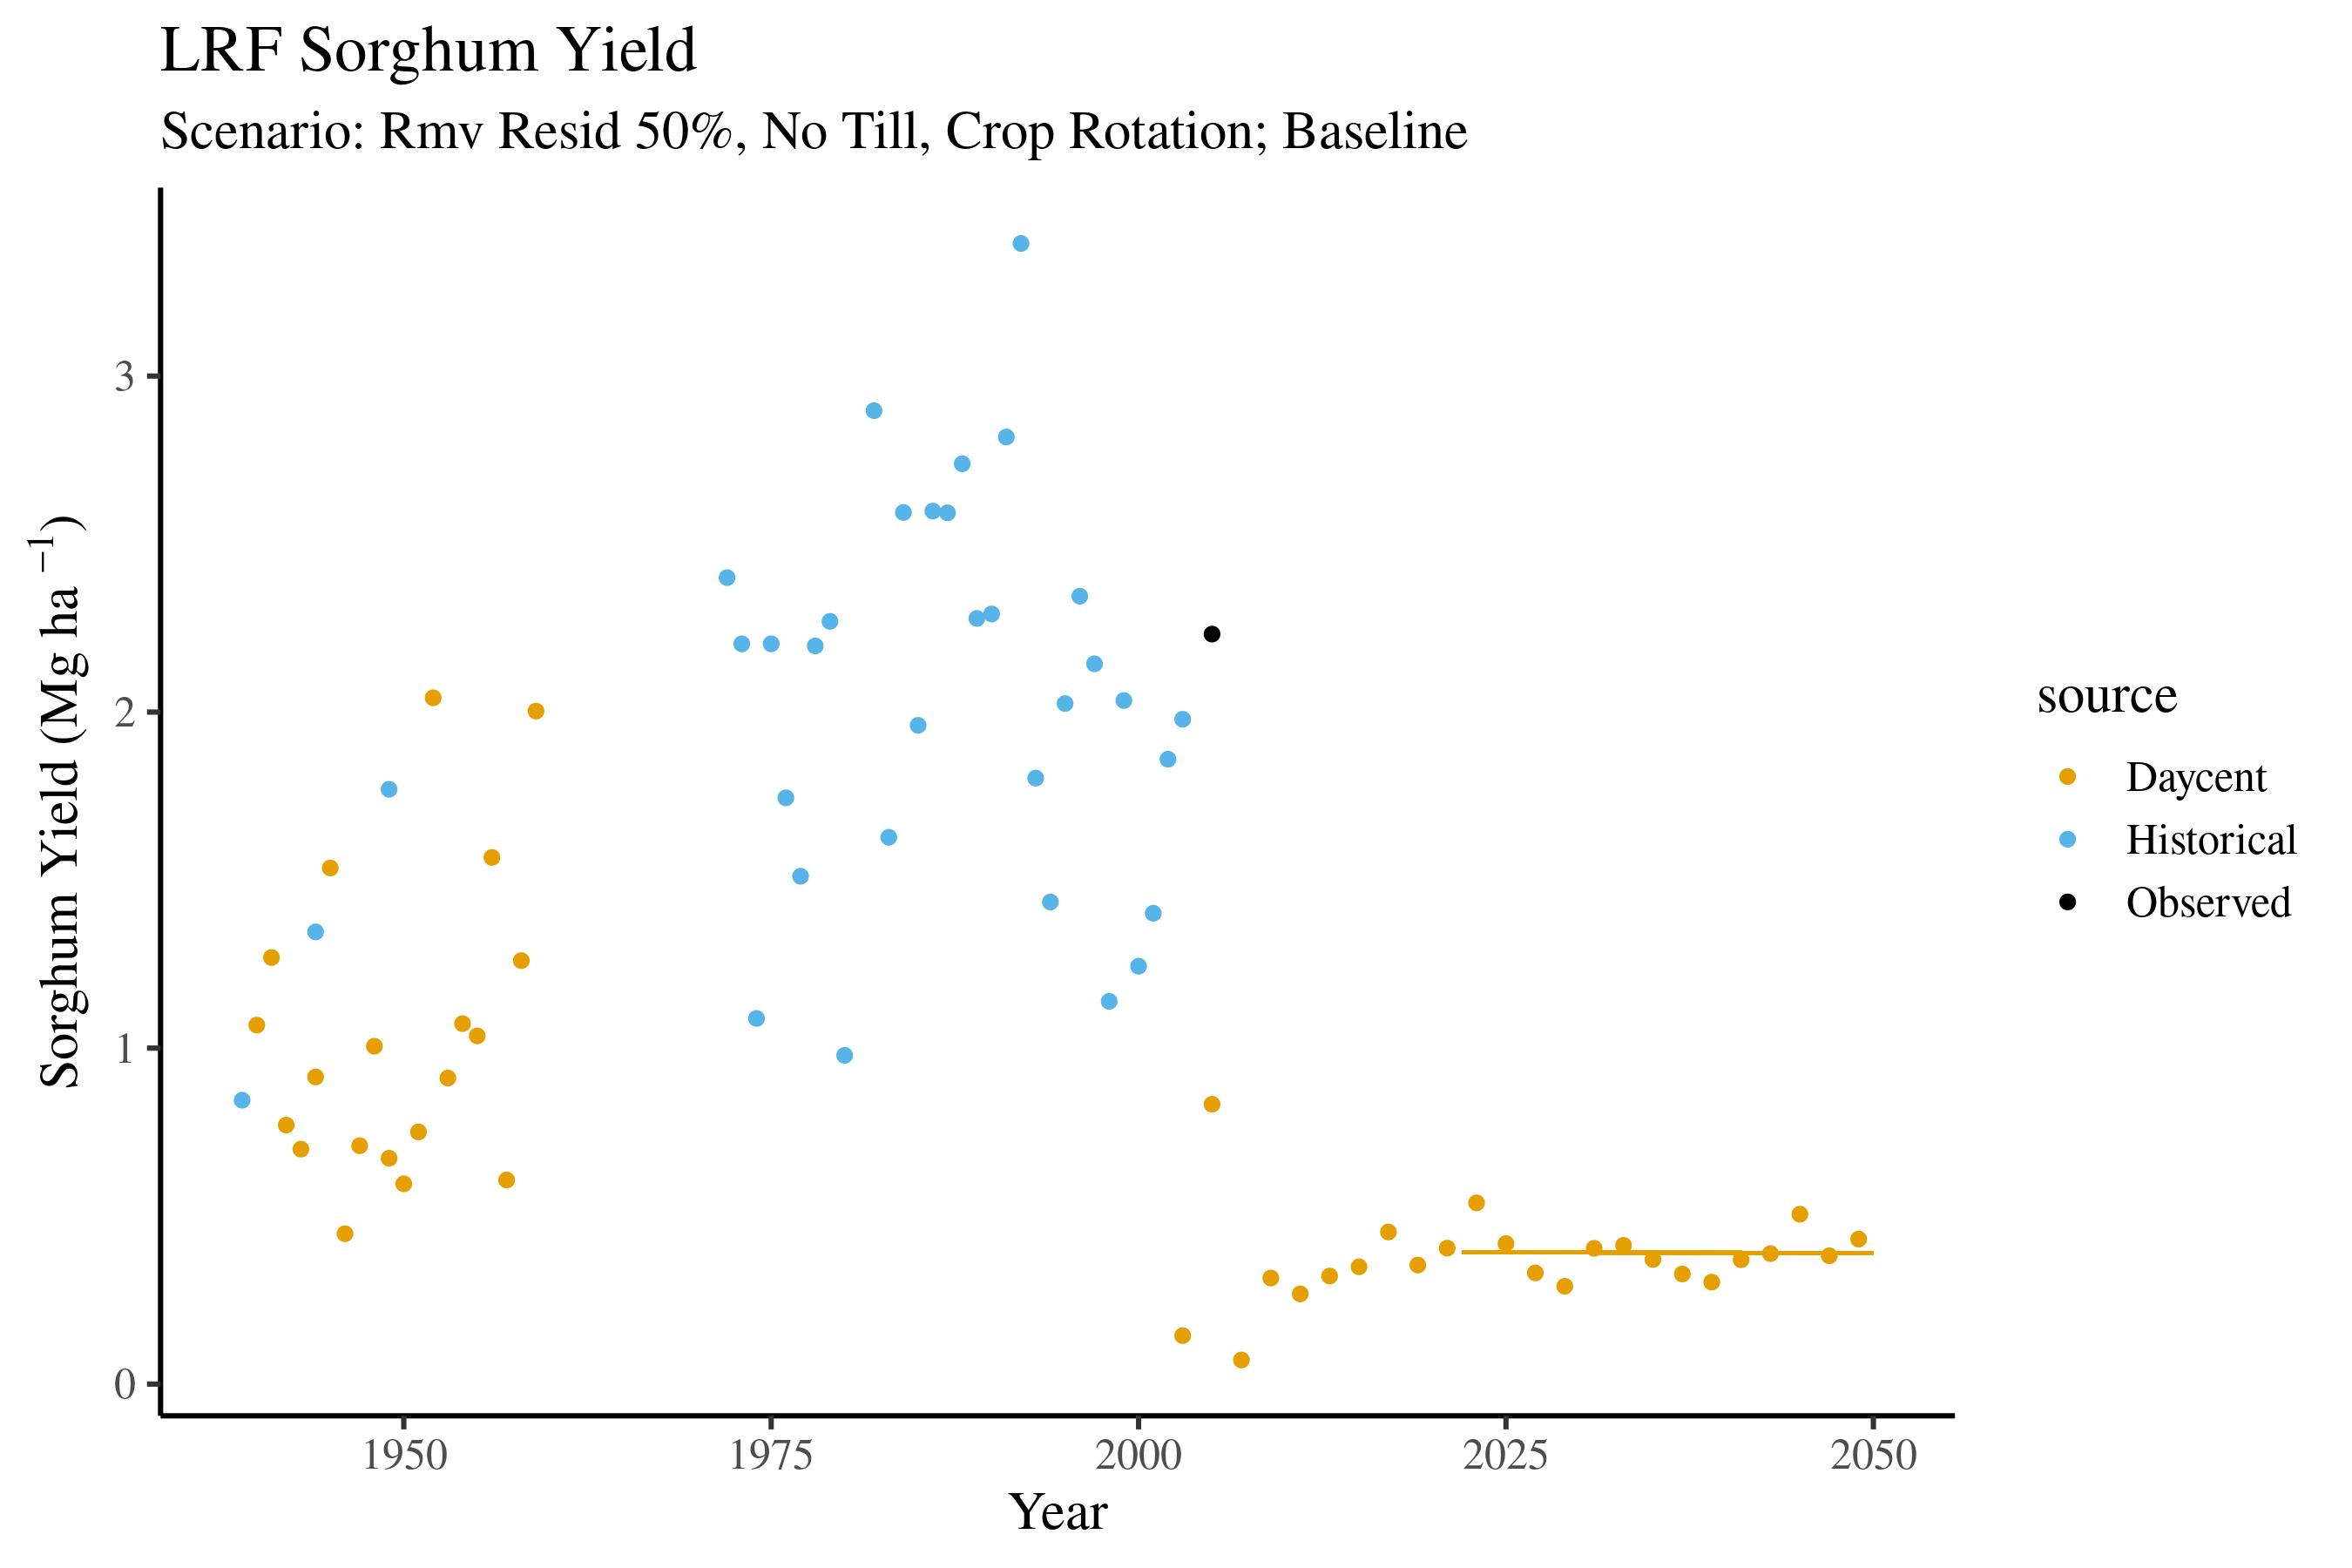 LRF Sorghum Yield
Scenario: Rmv Resid 50%, No Till, Crop Rotation; Baseline
Sorghum Yield (Mg ha⁻¹)
3
2
1
0
1950 1975 2000 2025 2050
Year
source
Daycent
Historical
Observed